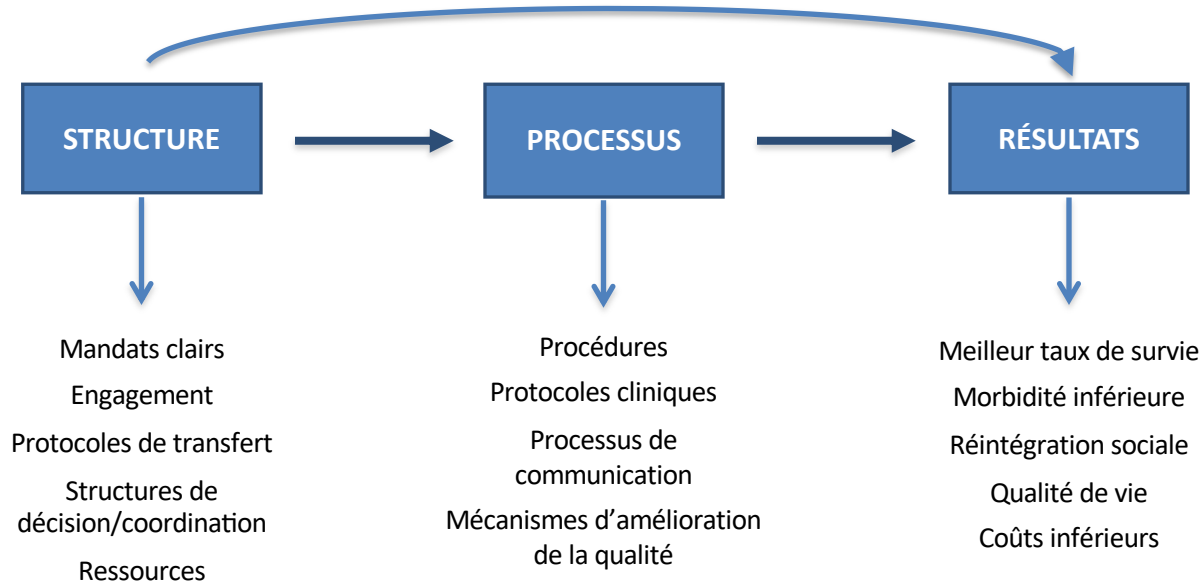 STRUCTURE
PROCESSUS
RÉSULTATS
Mandats clairs
Engagement
Protocoles de transfert
Structures de
décision/coordination
Ressources
Procédures
Protocoles cliniques
Processus de
communication
Mécanismes d’amélioration
de la qualité
Meilleur taux de survie
Morbidité inférieure
Réintégration sociale
Qualité de vie
Coûts inférieurs